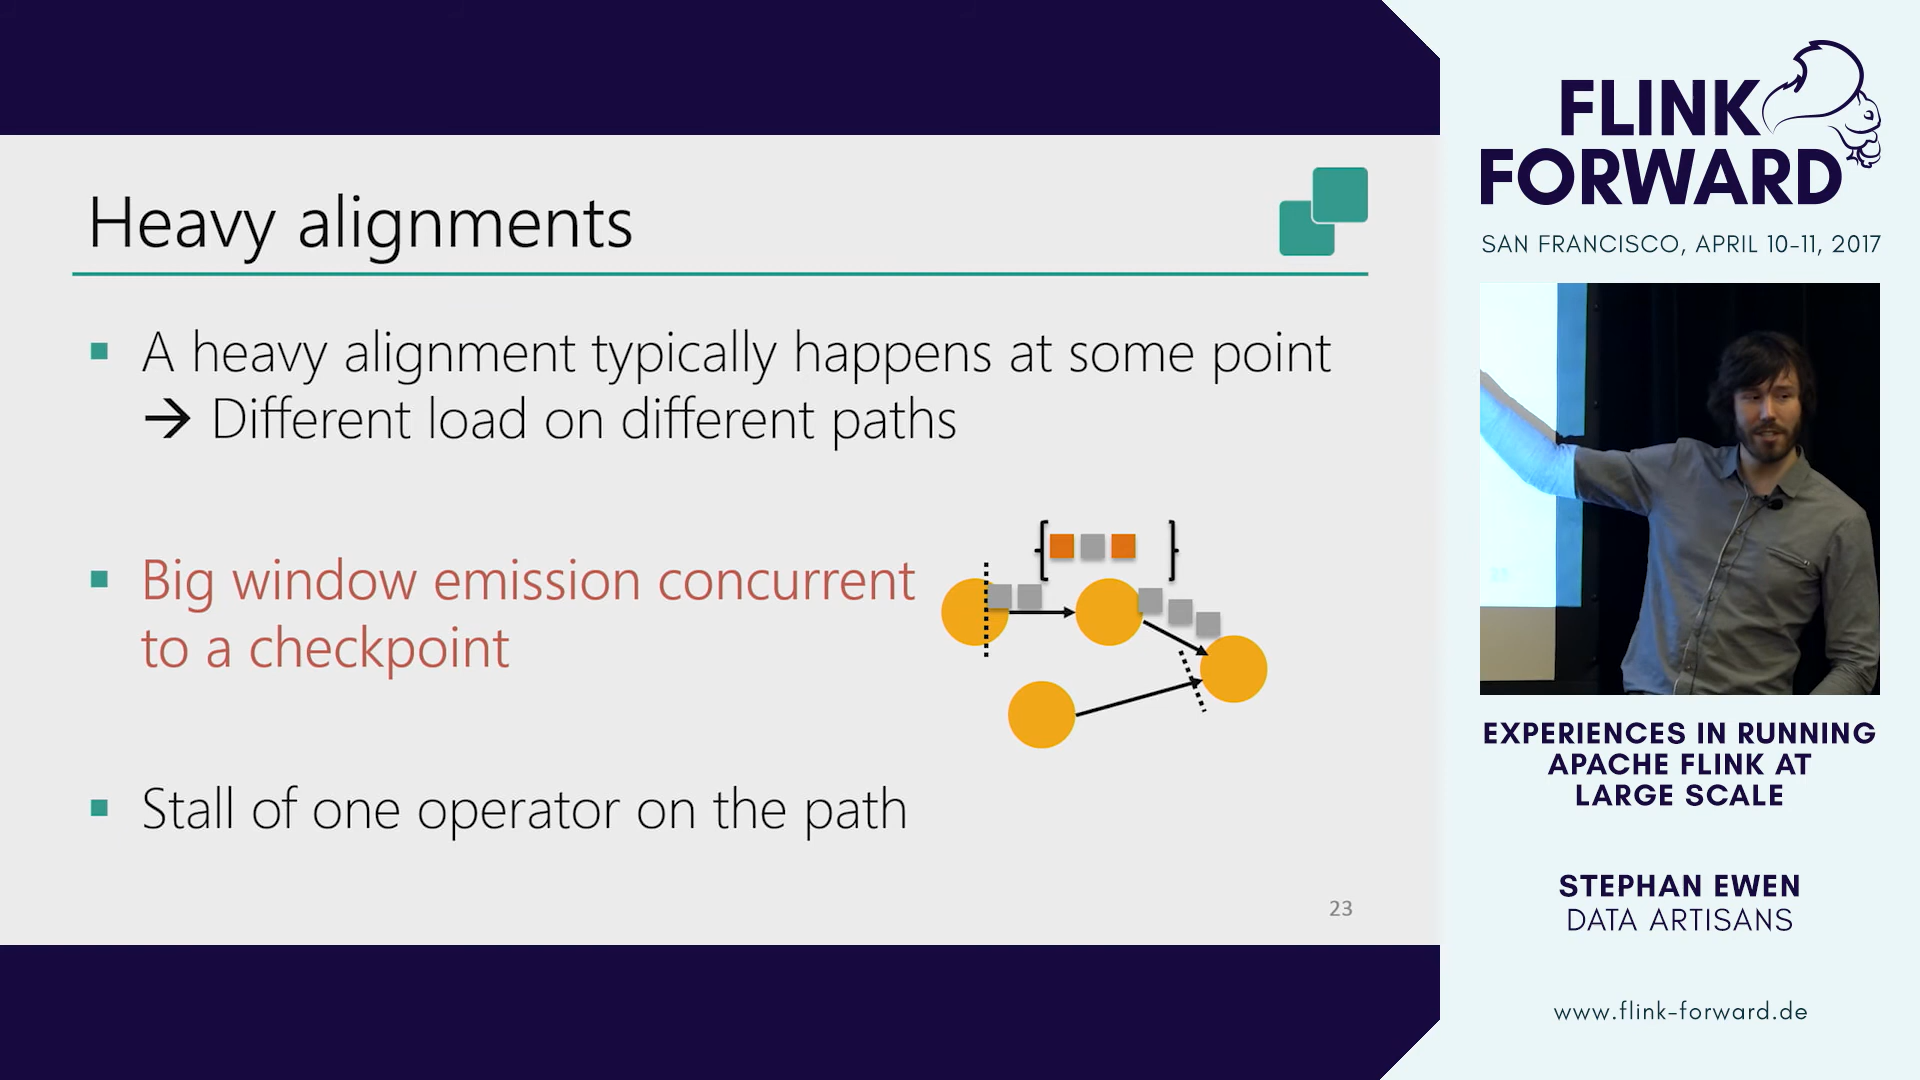 Heavy alignments
A heavy alignment typically happens at some point
→ Different load on different paths
Big window emission concurrent
to a checkpoint
Stall of one operator on the path
23
FLINK
FORWARD
SAN FRANCISCO, APRIL 10-11, 2017
EXPERIENCES IN RUNNING
APACHE FLINK AT
LARGE SCALE
STEPHAN EWEN
DATA ARTISANS
www.flink-forward.de